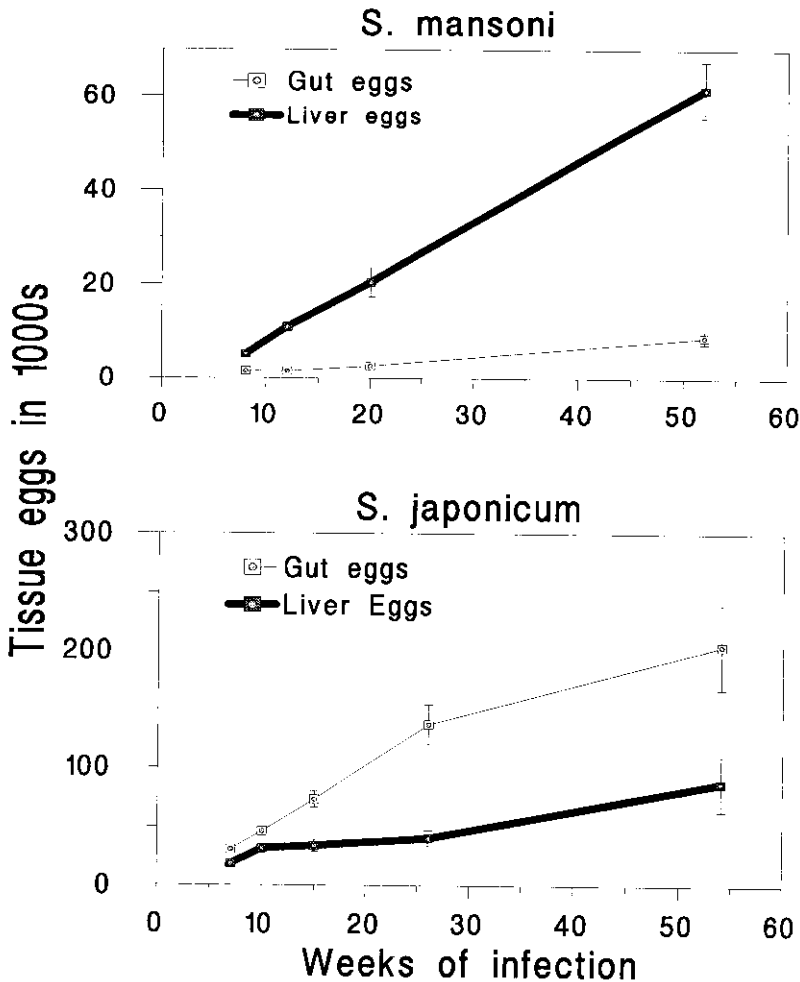 S. mansoni
Gut eggs
Liver eggs
60
40
20
0
0 10 20 30 40 50 60
Tissue eggs in 1000s
S. japonicum
Gut eggs
Liver Eggs
300
200
100
0
0 10 20 30 40 50 60
Weeks of infection